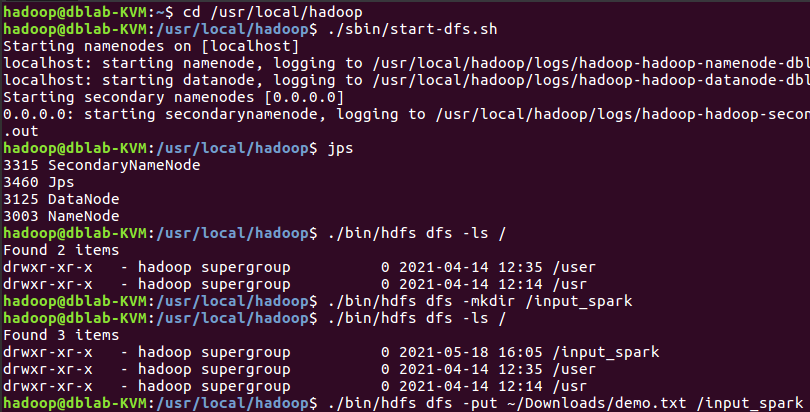 hadoop@dblab-KVM:~$ cd /usr/local/hadoop
hadoop@dblab-KVM:/usr/local/hadoop$ ./sbin/start-dfs.sh
Starting namenodes on [localhost]
localhost: starting namenode, logging to /usr/local/hadoop/logs/hadoop-hadoop-namenode-dbl
localhost: starting datanode, logging to /usr/local/hadoop/logs/hadoop-hadoop-datanode-dbl
Starting secondary namenodes [0.0.0.0]
0.0.0.0: starting secondarynamenode, logging to /usr/local/hadoop/logs/hadoop-hadoop-secon
.out
hadoop@dblab-KVM:/usr/local/hadoop$ jps
3315 SecondaryNameNode
3460 Jps
3125 DataNode
3003 NameNode
hadoop@dblab-KVM:/usr/local/hadoop$ ./bin/hdfs dfs -ls /
Found 2 items
drwxr-xr-x   - hadoop supergroup          0 2021-04-14 12:35 /user
drwxr-xr-x   - hadoop supergroup          0 2021-04-14 12:14 /usr
hadoop@dblab-KVM:/usr/local/hadoop$ ./bin/hdfs dfs -mkdir /input_spark
hadoop@dblab-KVM:/usr/local/hadoop$ ./bin/hdfs dfs -ls /
Found 3 items
drwxr-xr-x   - hadoop supergroup          0 2021-05-18 16:05 /input_spark
drwxr-xr-x   - hadoop supergroup          0 2021-04-14 12:35 /user
drwxr-xr-x   - hadoop supergroup          0 2021-04-14 12:14 /usr
hadoop@dblab-KVM:/usr/local/hadoop$ ./bin/hdfs dfs -put ~/Downloads/demo.txt /input_spark